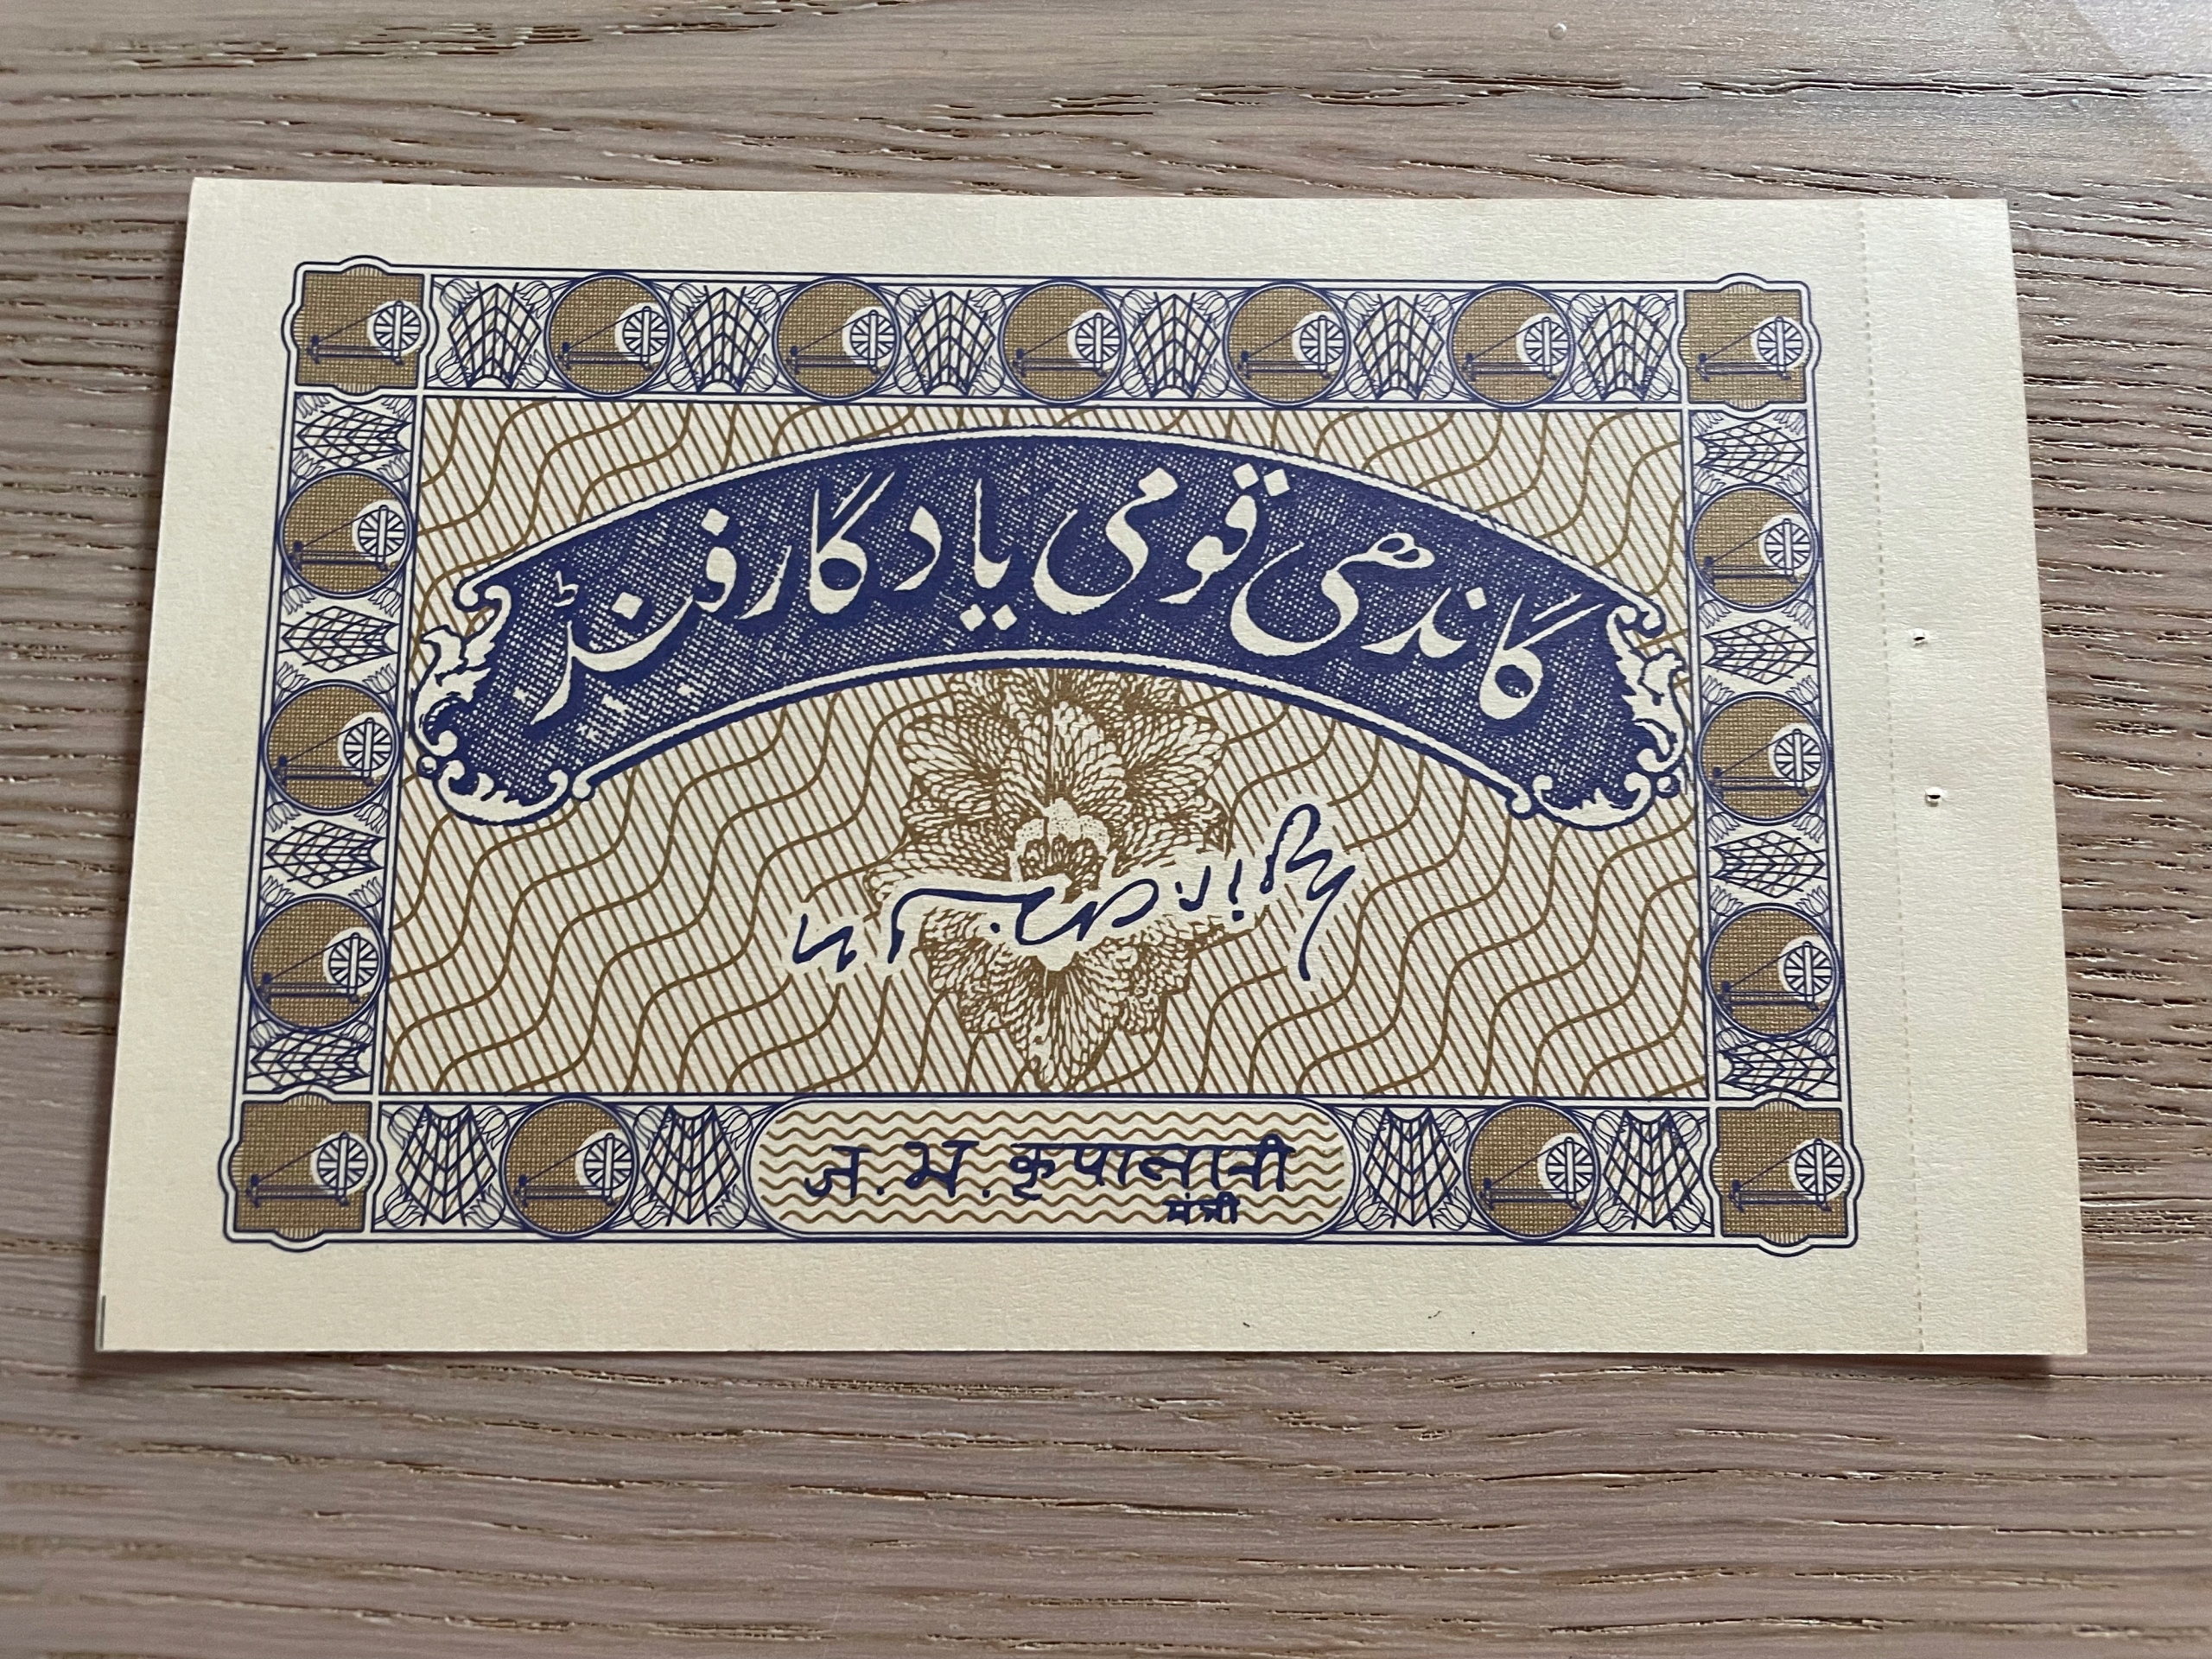 گاندھی قومی یادگار فنڈ
ज. भ. कृपालानी
मंत्री